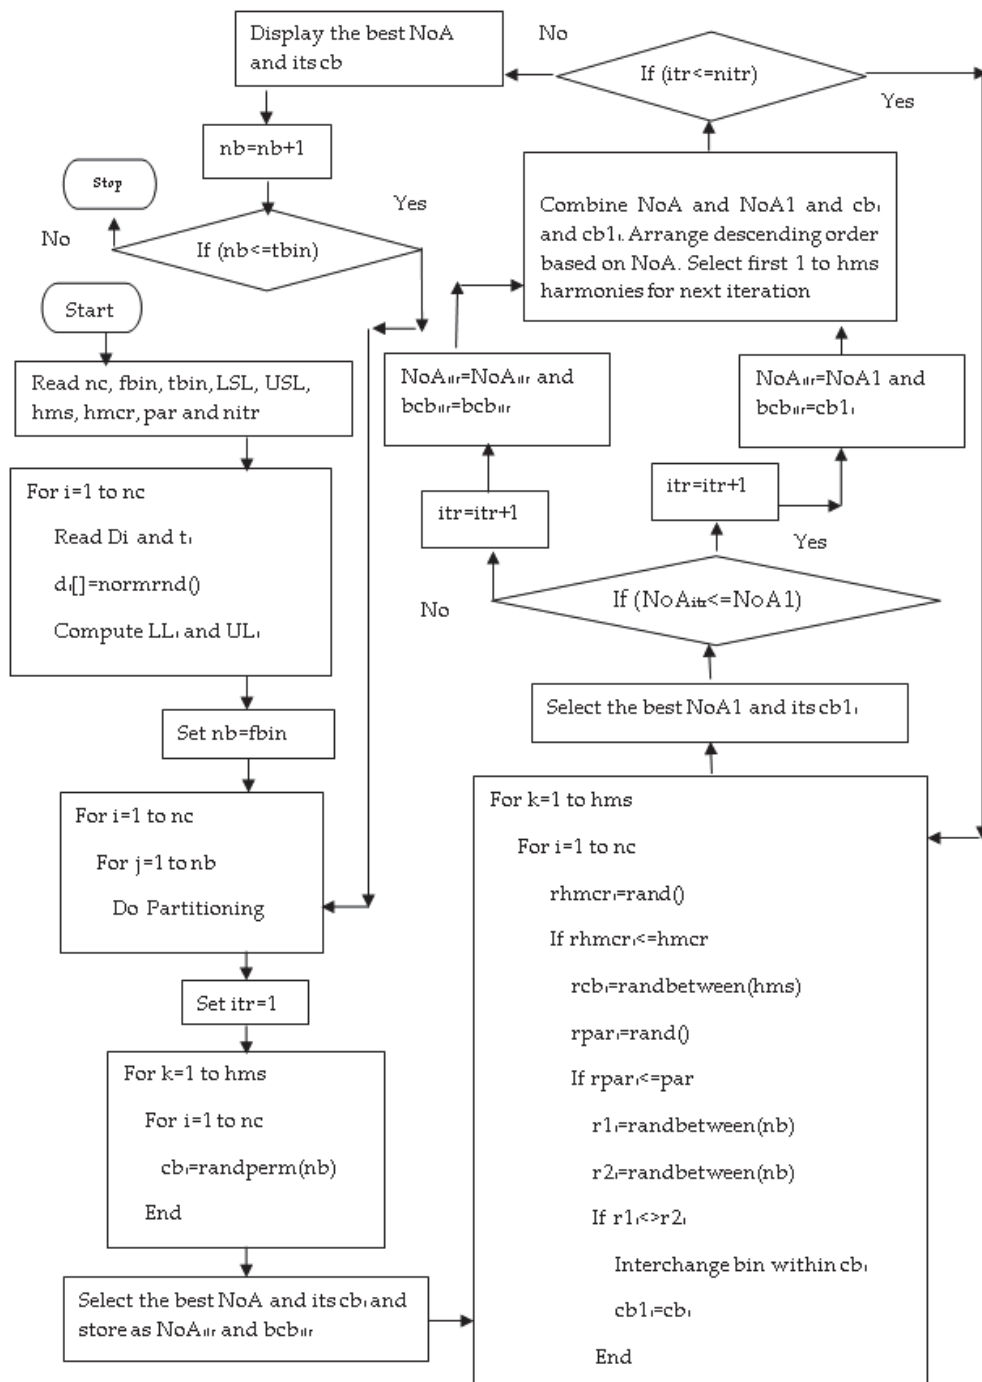 Start
Read nc, fbin, tbin, LSL, USL,
hms, hmcr, par and nitr
For i=1 to nc
Read Di and tᵢ
dᵢ[]=normrnd()
Compute LLᵢ and ULᵢ
Set nb=fbin
For i=1 to nc
For j=1 to nb
Do Partitioning
Set itr=1
For k=1 to hms
For i=1 to nc
cbᵢ=randperm(nb)
End
Select the best NoA and its cbᵢ and
store as NoAᵢₜᵣ and bcbᵢₜᵣ
For k=1 to hms
For i=1 to nc
rhmcrᵢ=rand()
If rhmcrᵢ<=hmcr
rcbᵢ=randbetween(hms)
rparᵢ=rand()
If rparᵢ<=par
r1ᵢ=randbetween(nb)
r2ᵢ=randbetween(nb)
If r1ᵢ<>r2ᵢ
Interchange bin within cbᵢ
cb1ᵢ=cbᵢ
End
Select the best NoA1 and its cb1ᵢ
If (NoAᵢₜᵣ<=NoA1)
No
Yes
itr=itr+1
itr=itr+1
NoAᵢₜᵣ=NoAᵢₜᵣ and
bcbᵢₜᵣ=bcbᵢₜᵣ
NoAᵢₜᵣ=NoA1 and
bcbᵢₜᵣ=cb1ᵢ
Combine NoA and NoA1 and cbᵢ
and cb1ᵢ. Arrange descending order
based on NoA. Select first 1 to hms
harmonies for next iteration
If (itr<=nitr)
No
Yes
Display the best NoA
and its cb
nb=nb+1
If (nb<=tbin)
Yes
No
Stop